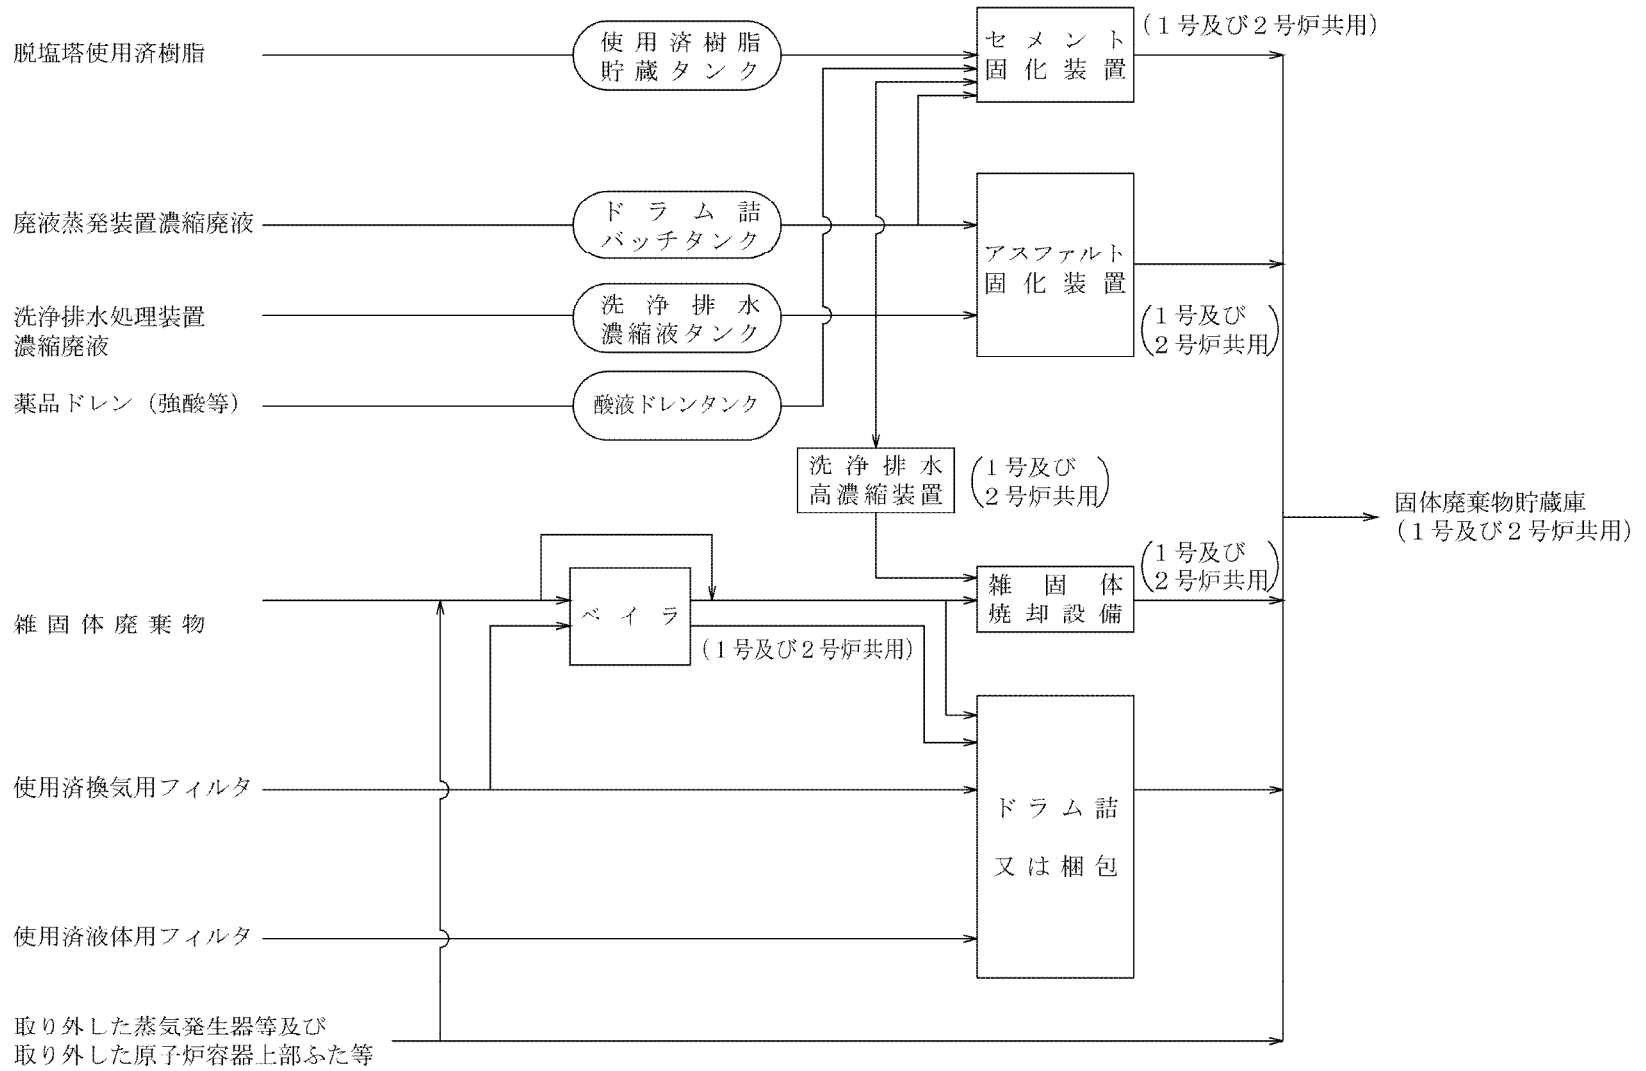 脱塩塔使用済樹脂
使用済樹脂
貯蔵タンク
セメント
固化装置
(１号及び２号炉共用)
廃液蒸発装置濃縮廃液
ドラム詰
バッチタンク
アスファルト
固化装置
(１号及び
２号炉共用)
洗浄排水処理装置
濃縮廃液
洗浄排水
濃縮液タンク
薬品ドレン（強酸等）
酸液ドレンタンク
洗浄排水
高濃縮装置
(１号及び
２号炉共用)
固体廃棄物貯蔵庫
(１号及び２号炉共用)
雑固体廃棄物
ベイラ
(１号及び２号炉共用)
雑固体
焼却設備
(１号及び
２号炉共用)
使用済換気用フィルタ
ドラム詰
又は梱包
使用済液体用フィルタ
取り外した蒸気発生器等及び
取り外した原子炉容器上部ふた等